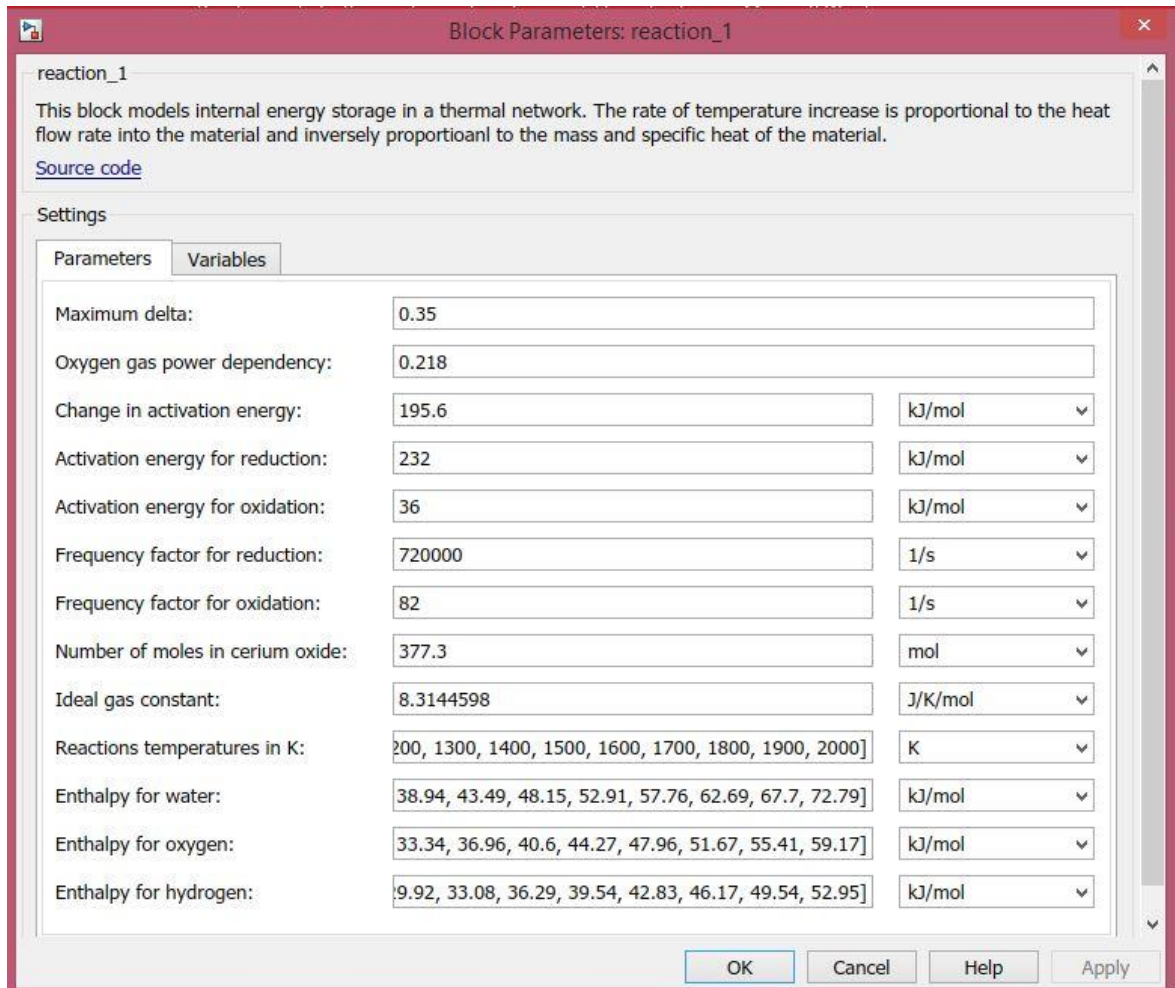 Block Parameters: reaction_1
reaction_1
This block models internal energy storage in a thermal network. The rate of temperature increase is proportional to the heat
flow rate into the material and inversely proportioanl to the mass and specific heat of the material.
Source code
Settings
Parameters Variables
Maximum delta: 0.35
Oxygen gas power dependency: 0.218
Change in activation energy: 195.6 kJ/mol
Activation energy for reduction: 232 kJ/mol
Activation energy for oxidation: 36 kJ/mol
Frequency factor for reduction: 720000 1/s
Frequency factor for oxidation: 82 1/s
Number of moles in cerium oxide: 377.3 mol
Ideal gas constant: 8.3144598 J/K/mol
Reactions temperatures in K: 200, 1300, 1400, 1500, 1600, 1700, 1800, 1900, 2000] K
Enthalpy for water: 38.94, 43.49, 48.15, 52.91, 57.76, 62.69, 67.7, 72.79] kJ/mol
Enthalpy for oxygen: 33.34, 36.96, 40.6, 44.27, 47.96, 51.67, 55.41, 59.17] kJ/mol
Enthalpy for hydrogen: 9.92, 33.08, 36.29, 39.54, 42.83, 46.17, 49.54, 52.95] kJ/mol
OK Cancel Help Apply